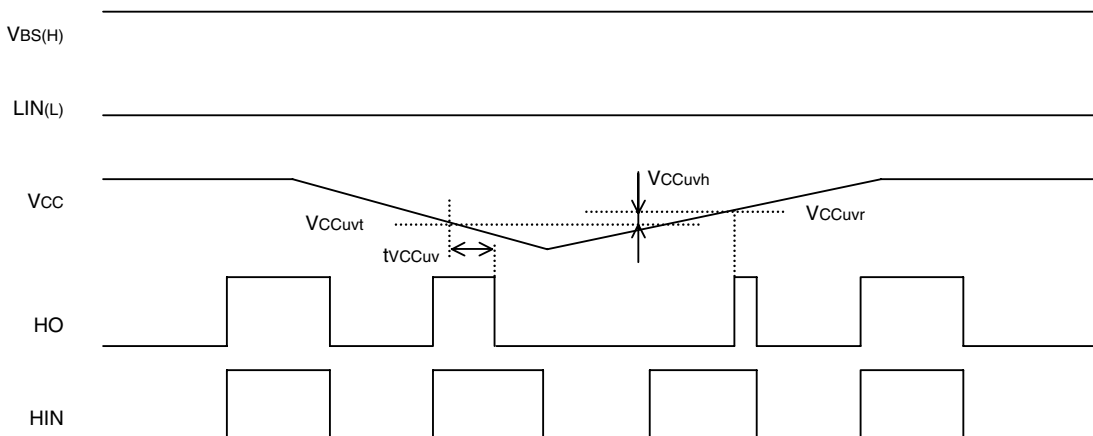 VBS(H)
LIN(L)
VCC
VCCuvh
VCCuvt
VCCuvr
tVCCuv
HO
HIN